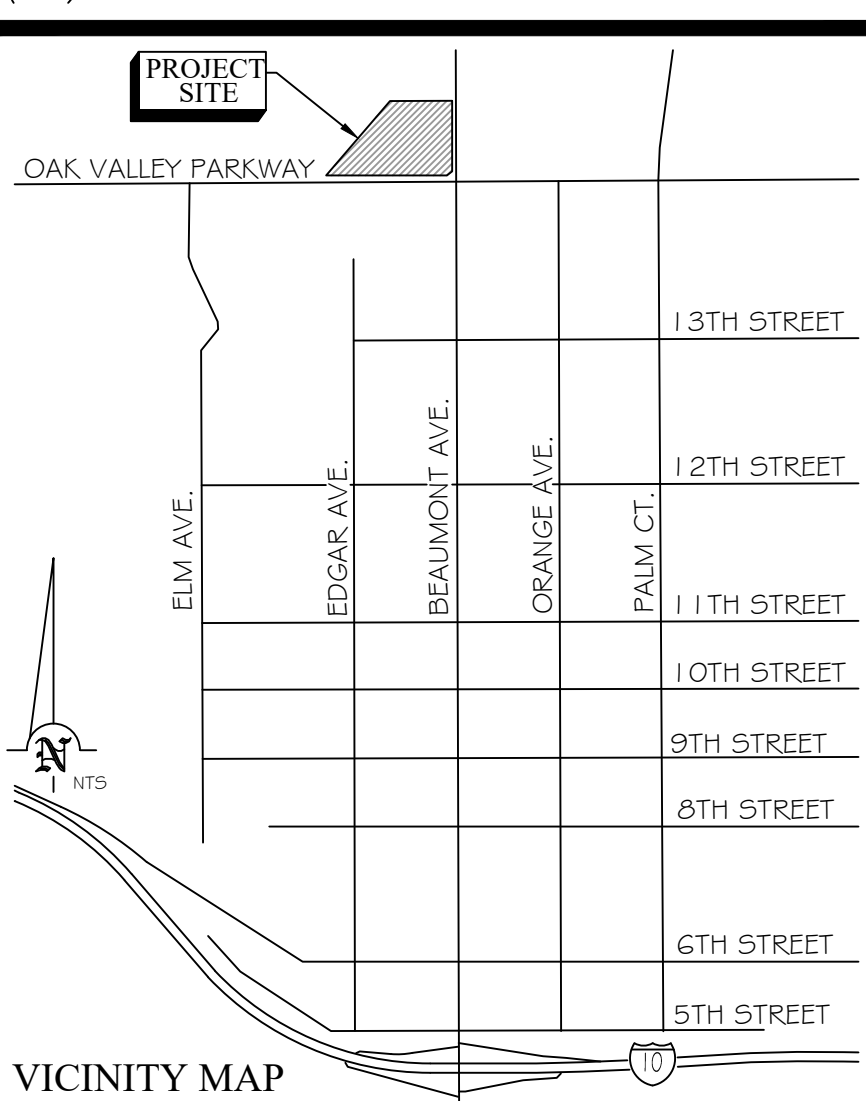 PROJECT
SITE
OAK VALLEY PARKWAY
13TH STREET
12TH STREET
ELM AVE.
EDGAR AVE.
BEAUMONT AVE.
ORANGE AVE.
PALM CT.
11TH STREET
10TH STREET
9TH STREET
N
NTS
8TH STREET
6TH STREET
5TH STREET
10
VICINITY MAP